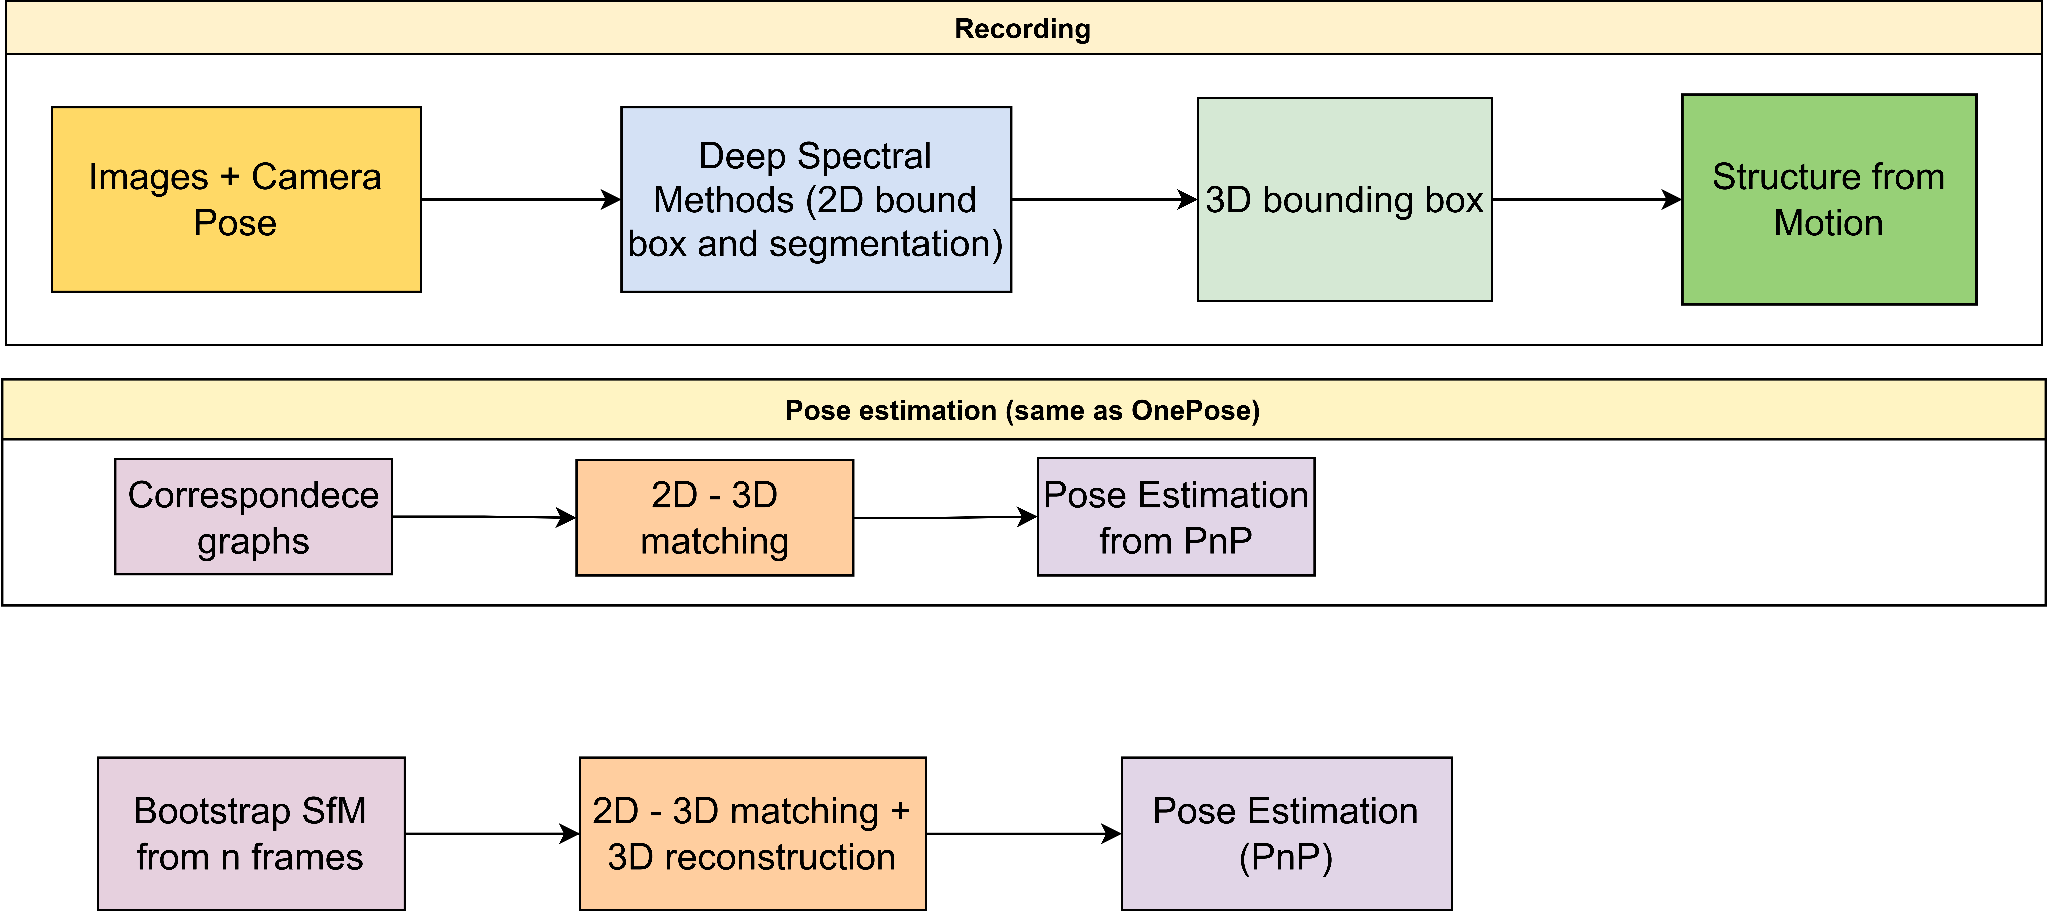 Recording
Images + Camera
Pose
Deep Spectral
Methods (2D bound
box and segmentation)
3D bounding box
Structure from
Motion
Pose estimation (same as OnePose)
Correspondece
graphs
2D - 3D
matching
Pose Estimation
from PnP
Bootstrap SfM
from n frames
2D - 3D matching +
3D reconstruction
Pose Estimation
(PnP)